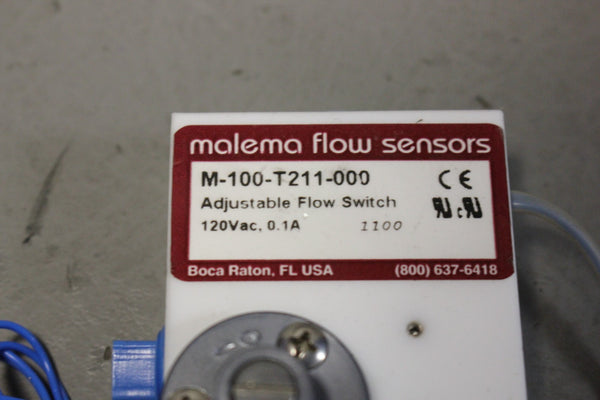 malema flow sensors
M-100-T211-000 CE
Adjustable Flow Switch
120Vac, 0.1A 1100
Boca Raton, FL USA (800) 637-6418